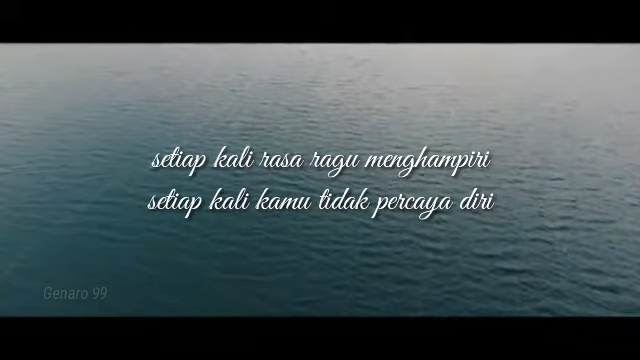 setiap kali rasa ragu menghampiri
setiap kali kamu tidak percaya diri
Genaro 99